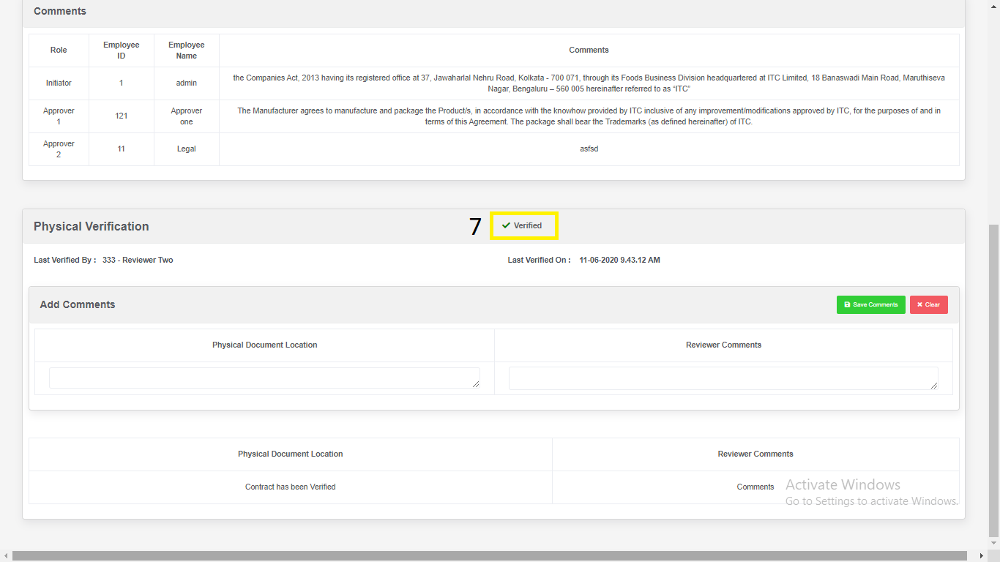 Comments
Role
Employee
ID
Employee
Name
Comments
Initiator
1
admin
the Companies Act, 2013 having its registered office at 37, Jawaharlal Nehru Road, Kolkata - 700 071, through its Foods Business Division headquartered at ITC Limited, 18 Banaswadi Main Road, Maruthiseva
Nagar, Bengaluru – 560 005 hereinafter referred to as “ITC”
Approver
1
121
Approver
one
The Manufacturer agrees to manufacture and package the Product/s, in accordance with the knowhow provided by ITC inclusive of any improvement/modifications approved by ITC, for the purposes of and in
terms of this Agreement. The package shall bear the Trademarks (as defined hereinafter) of ITC.
Approver
2
11
Legal
asfsd
Physical Verification
7
Verified
Last Verified By : 333 - Reviewer Two
Last Verified On : 11-06-2020 9.43.12 AM
Add Comments
Save Comments
Clear
Physical Document Location
Reviewer Comments
Physical Document Location
Reviewer Comments
Contract has been Verified
Comments
Activate Windows
Go to Settings to activate Windows.